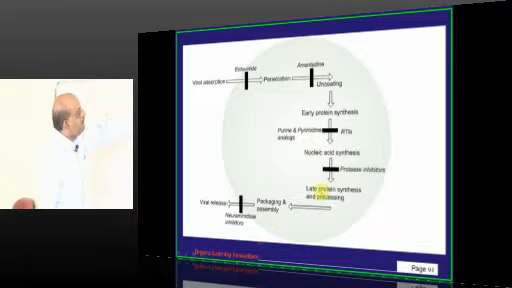 Enfuvirtide
Amantadine
Viral adsorption
Penetration
Uncoating
Early protein synthesis
Purine & Pyrimidine
analogs
RTIs
Nucleic acid synthesis
Protease inhibitors
Late protein synthesis
and processing
Viral release
Packaging &
assembly
Neuraminidase
inhibitors
Page 94